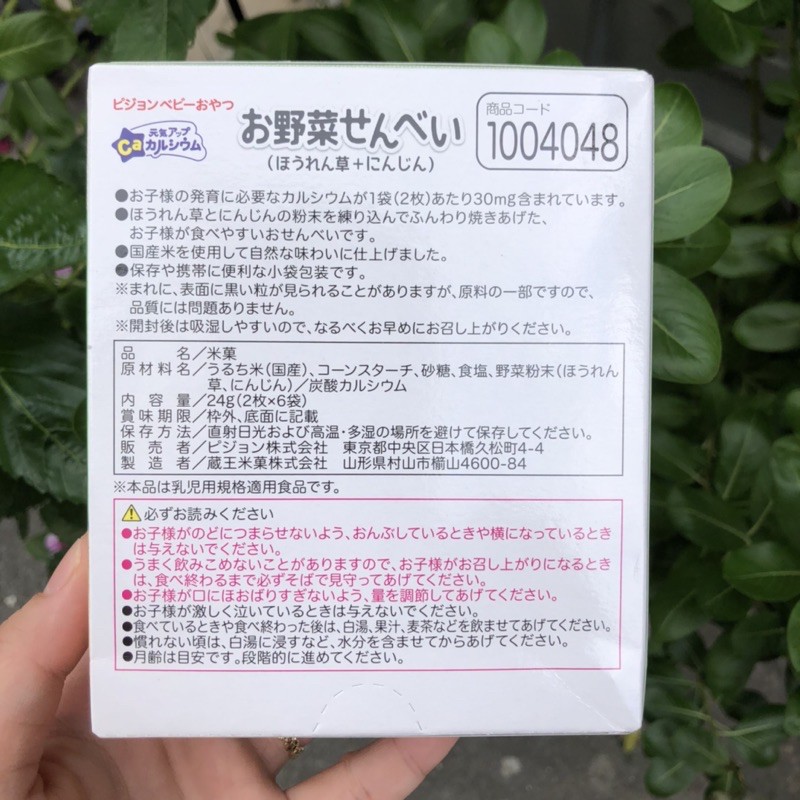 ピジョン ベビーおやつ
元気アップ
Ca カルシウム
お野菜せんべい
(ほうれん草+にんじん)
商品コード
1004048
●お子様の発育に必要なカルシウムが1袋(2枚)あたり30mg含まれています。
●ほうれん草とにんじんの粉末を練り込んでふんわり焼きあげた、
お子様が食べやすいおせんべいです。
●国産米を使用して自然な味わいに仕上げました。
●保存や携帯に便利な小袋包装です。
※まれに、表面に黒い粒が見られることがありますが、原料の一部ですので、
品質には問題ありません。
※開封後は吸湿しやすいので、なるべくお早めにお召し上がりください。
品名/米菓
原材料名/うるち米(国産)、コーンスターチ、砂糖、食塩、野菜粉末(ほうれん
草、にんじん)/炭酸カルシウム
内容量/24g(2枚×6袋)
賞味期限/枠外、底面に記載
保存方法/直射日光および高温・多湿の場所を避けて保存してください。
販売者/ピジョン株式会社 東京都中央区日本橋久松町4-4
製造者/蔵王米菓株式会社 山形県村山市楯山4600-84
※本品は乳児用規格適用食品です。
⚠必ずお読みください
●お子様がのどにつまらせないよう、おんぶしているときや横になっているとき
は与えないでください。
●うまく飲みこめないことがありますので、お子様がお召し上がりになるとき
は、食べ終わるまで必ずそばで見守ってあげてください。
●お子様が口にほおばりすぎないよう、量を調節してあげてください。
●お子様が激しく泣いているときは与えないでください。
●食べているときや食べ終わった後は、白湯、果汁、麦茶などを飲ませてあげてください。
●慣れない頃は、白湯に浸すなど、水分を含ませてからあげてください。
●月齢は目安です。段階的に進めてください。